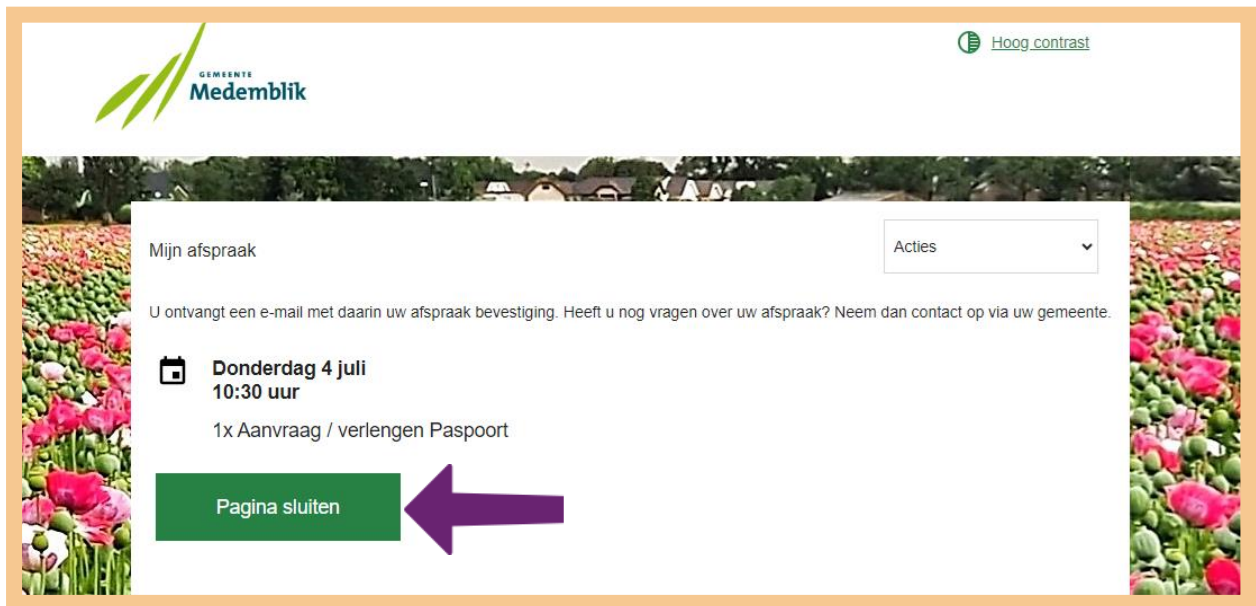 GEMEENTE
Medemblik
Hoog contrast
Mijn afspraak
Acties
U ontvangt een e-mail met daarin uw afspraak bevestiging. Heeft u nog vragen over uw afspraak? Neem dan contact op via uw gemeente.
Donderdag 4 juli
10:30 uur
1x Aanvraag / verlengen Paspoort
Pagina sluiten